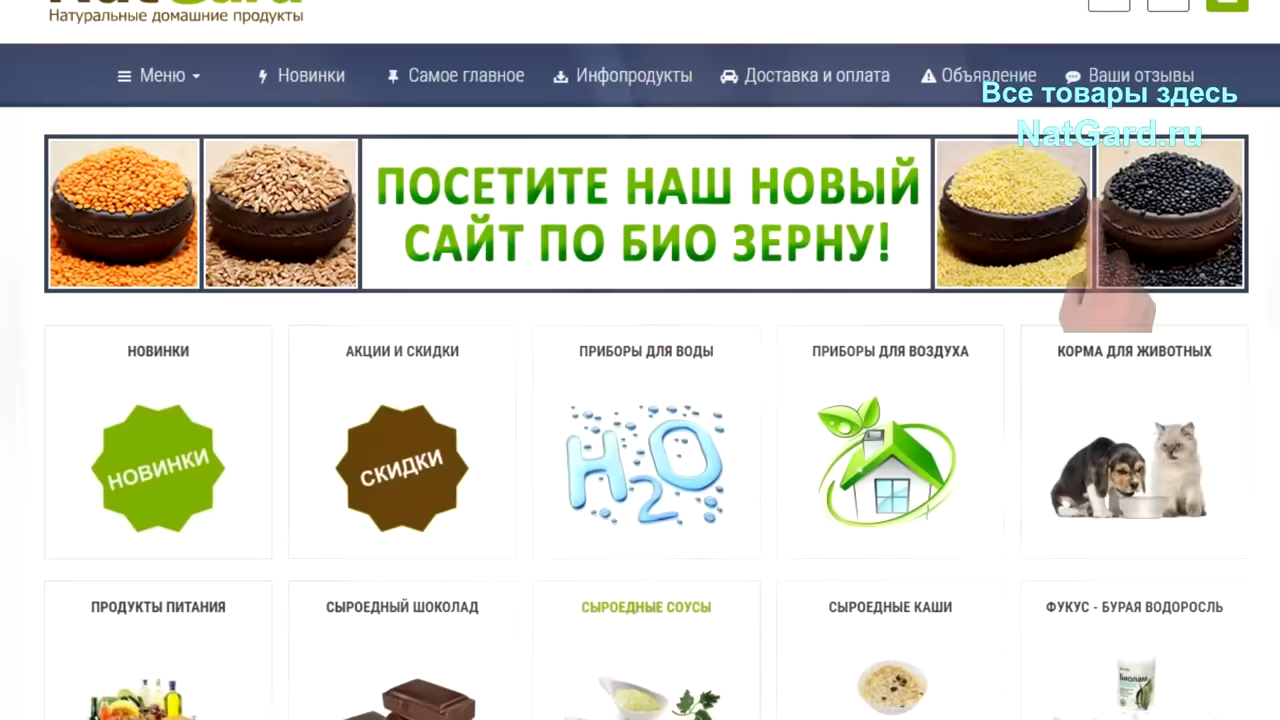 NatGard
Натуральные домашние продукты
Меню
Новинки
Самое главное
Инфопродукты
Доставка и оплата
Объявление
Ваши отзывы
Все товары здесь
NatGard.ru
ПОСЕТИТЕ НАШ НОВЫЙ
САЙТ ПО БИО ЗЕРНУ!
НОВИНКИ
АКЦИИ И СКИДКИ
ПРИБОРЫ ДЛЯ ВОДЫ
ПРИБОРЫ ДЛЯ ВОЗДУХА
КОРМА ДЛЯ ЖИВОТНЫХ
НОВИНКИ
СКИДКИ
H2O
ПРОДУКТЫ ПИТАНИЯ
СЫРОЕДНЫЙ ШОКОЛАД
СЫРОЕДНЫЕ СОУСЫ
СЫРОЕДНЫЕ КАШИ
ФУКУС - БУРАЯ ВОДОРОСЛЬ
Биолам